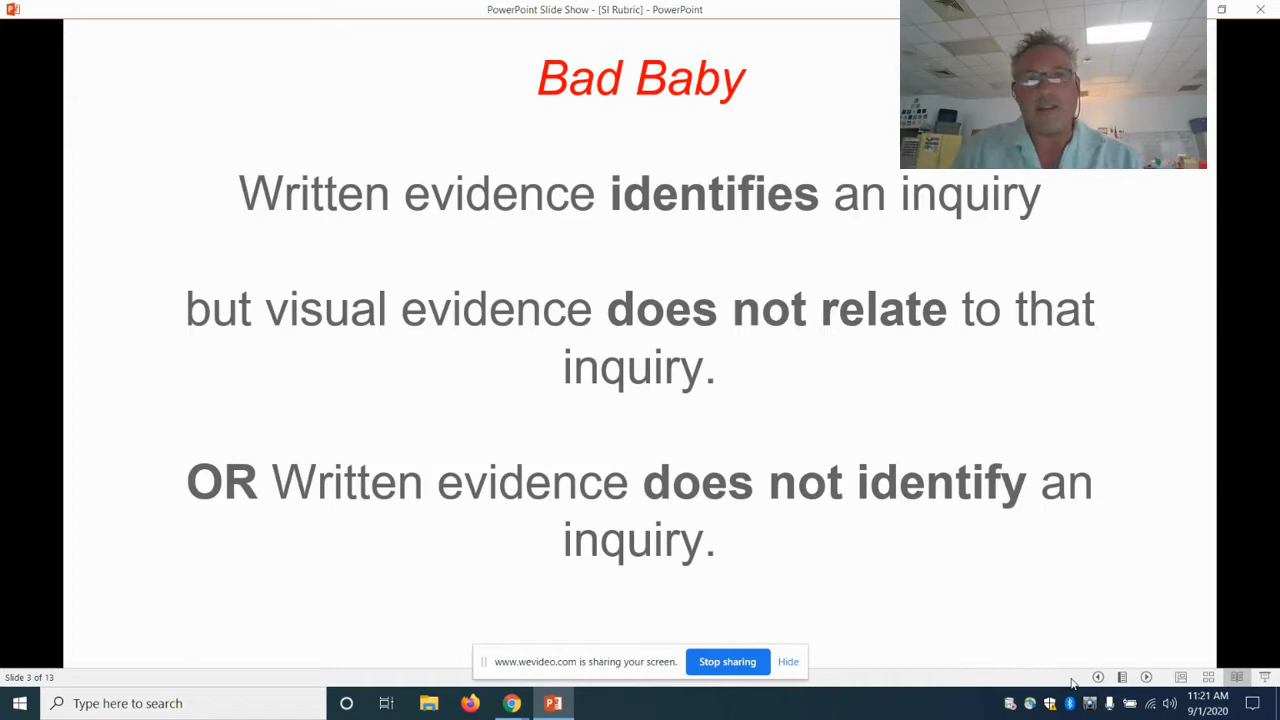 PowerPoint Slide Show - [SI Rubric] - PowerPoint
Bad Baby
Written evidence identifies an inquiry
but visual evidence does not relate to that
inquiry.
OR Written evidence does not identify an
inquiry.
www.wevideo.com is sharing your screen.
Stop sharing
Hide
Slide 3 of 13
Type here to search
11:21 AM
9/1/2020